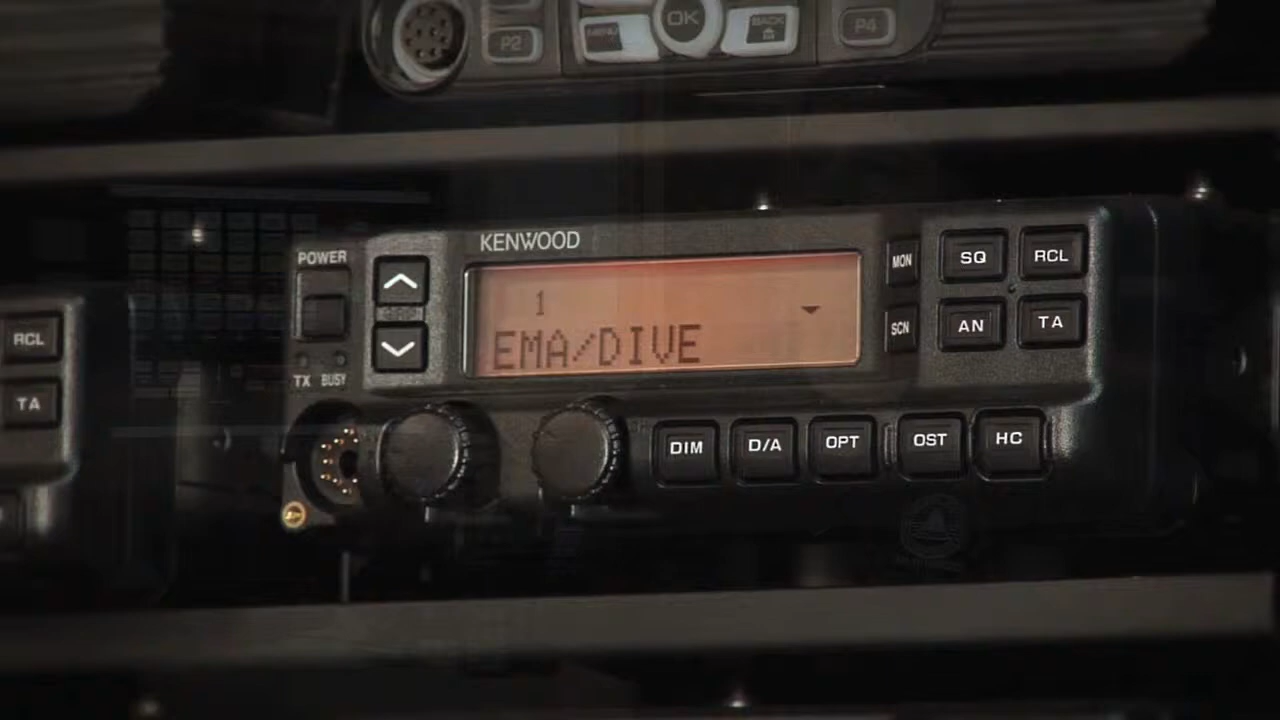 OK
MENU
BACK
P2
P4
KENWOOD
POWER
MON
SQ
RCL
1
EMA/DIVE
SCN
AN
TA
TX BUSY
DIM
D/A
OPT
OST
HC
RCL
TA